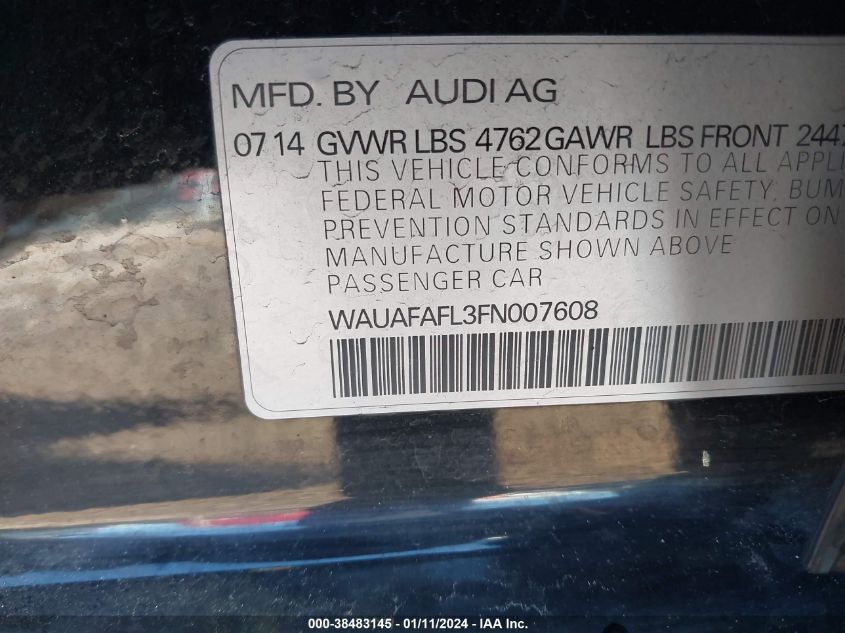 MFD. BY AUDI AG
07 14 GVWR LBS 4762 GAWR LBS FRONT 2447
THIS VEHICLE CONFORMS TO ALL
FEDERAL MOTOR VEHICLE SAFETY, BUM
PREVENTION STANDARDS IN EFFECT ON
MANUFACTURE SHOWN ABOVE
PASSENGER CAR
WAUAFAFL3FN007608
000-38483145 - 01/11/2024 - IAA Inc.